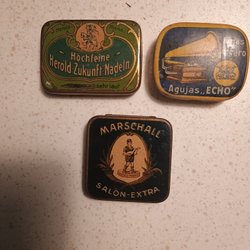 Hochfeine
Herold Zukunft Nadeln
Agujas „ECHO"
MARSCHALL
SALON-EXTRA